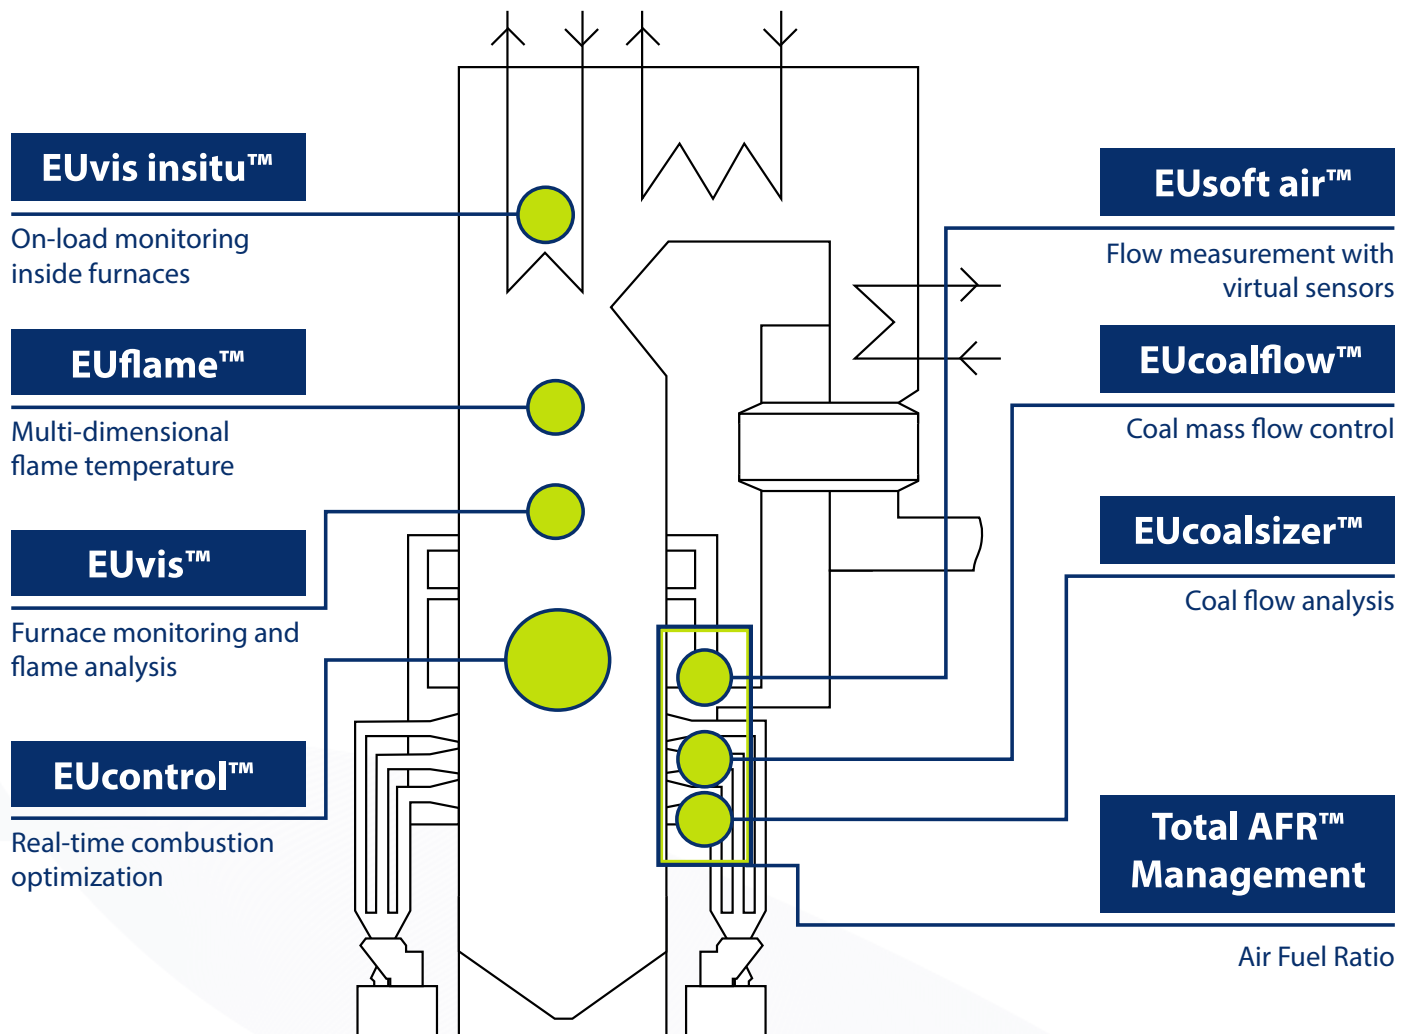 EUvis insitu™
On-load monitoring
inside furnaces
EUflame™
Multi-dimensional
flame temperature
EUvis™
Furnace monitoring and
flame analysis
EUcontrol™
Real-time combustion
optimization
EUsoft air™
Flow measurement with
virtual sensors
EUcoalflow™
Coal mass flow control
EUcoalsizer™
Coal flow analysis
Total AFR™
Management
Air Fuel Ratio